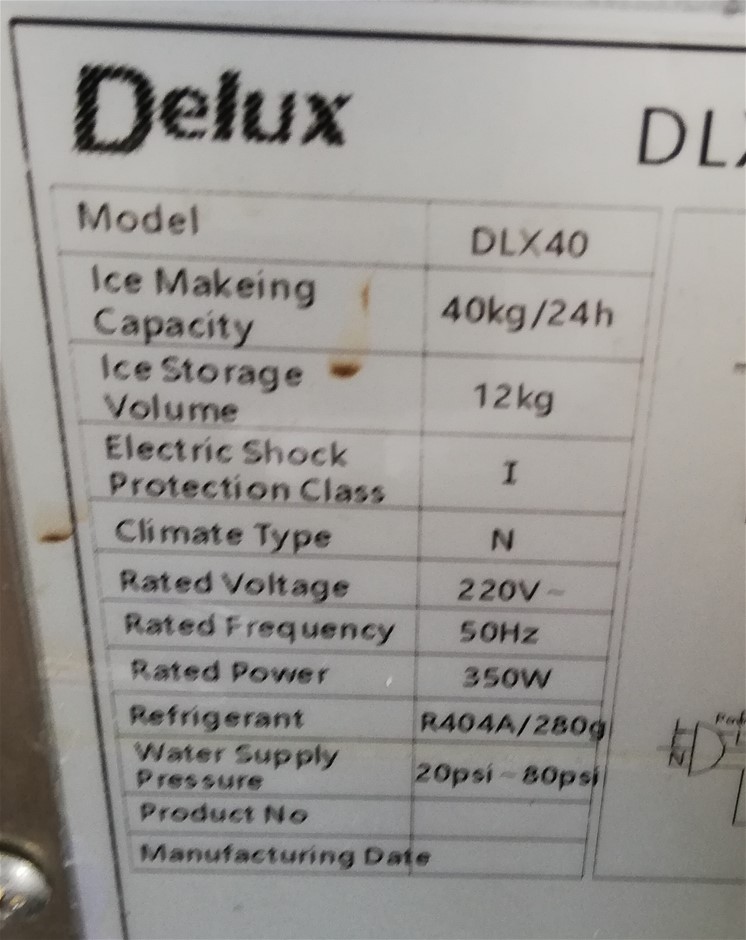 Delux
DL
Model DLX40
Ice Makeing
Capacity 40kg/24h
Ice Storage
Volume 12kg
Electric Shock
Protection Class I
Climate Type N
Rated Voltage 220V~
Rated Frequency 50Hz
Rated Power 350W
Refrigerant R404A/280g
Water Supply
Pressure 20psi~80psi
Product No
Manufacturing Date
L
N